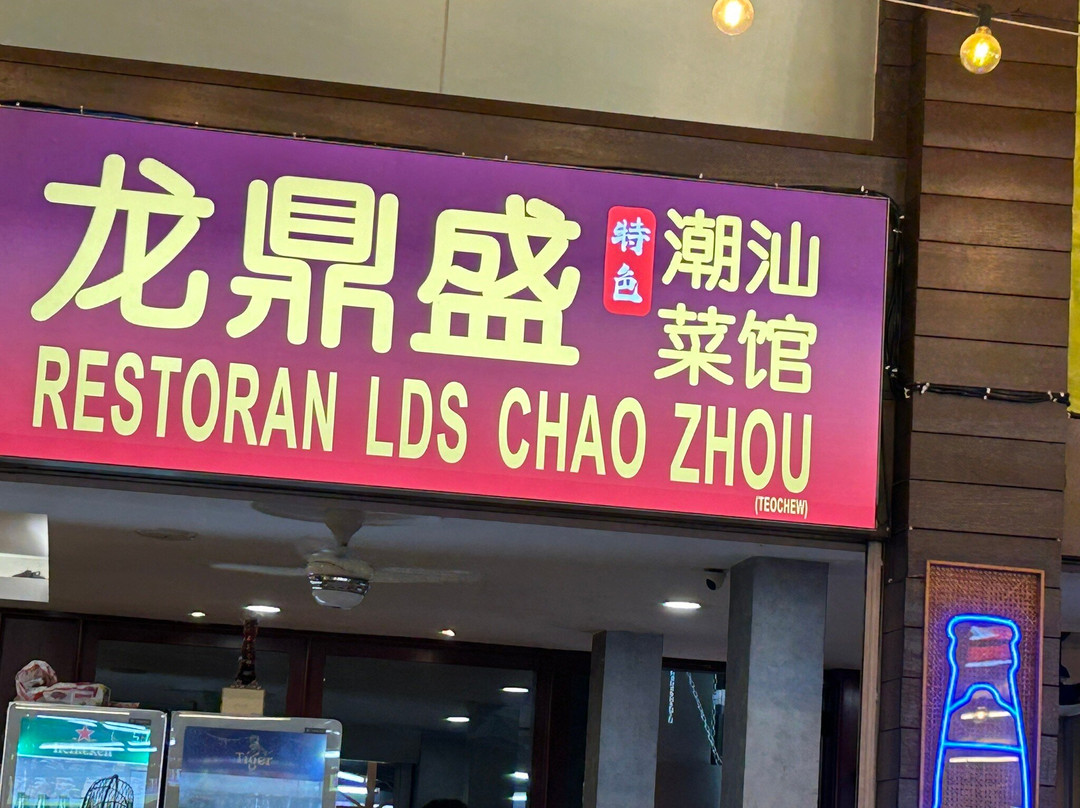 龙鼎盛
特色
潮汕
菜馆
RESTORAN LDS CHAO ZHOU
(TEOCHEW)
Heineken
Tiger